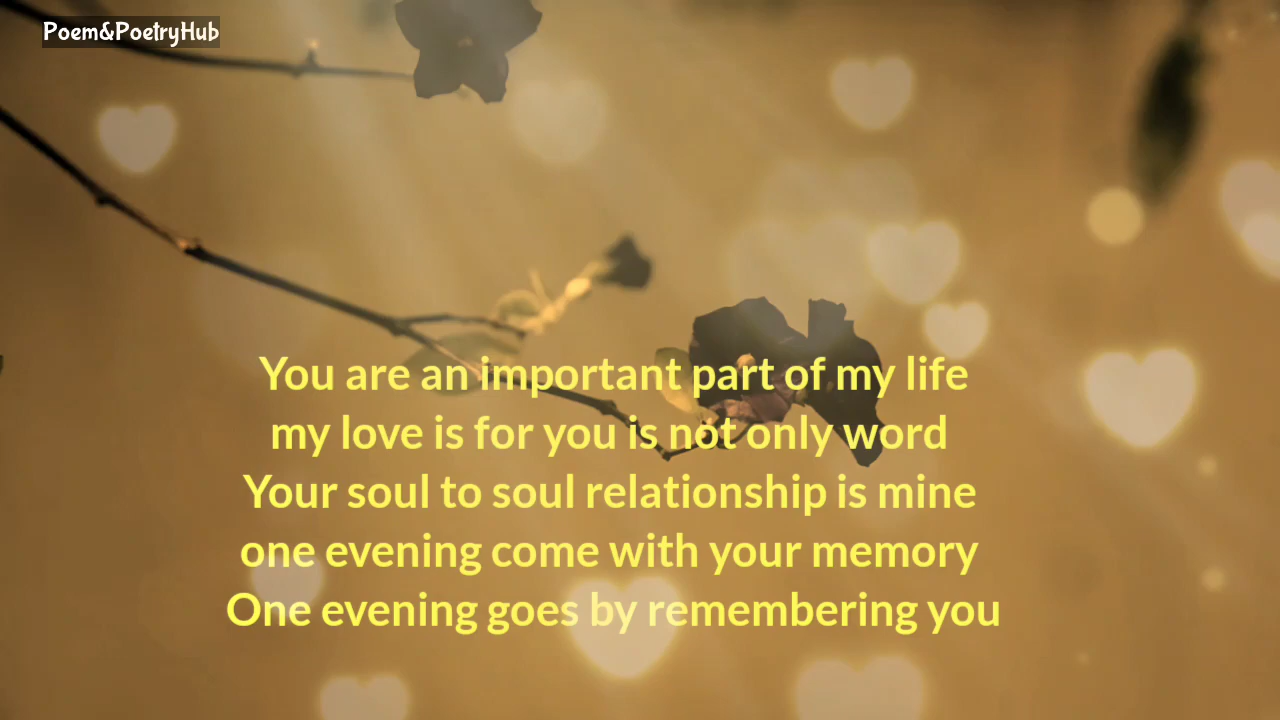 Poem&PoetryHub
You are an important part of my life
my love is for you is not only word
Your soul to soul relationship is mine
one evening come with your memory
One evening goes by remembering you